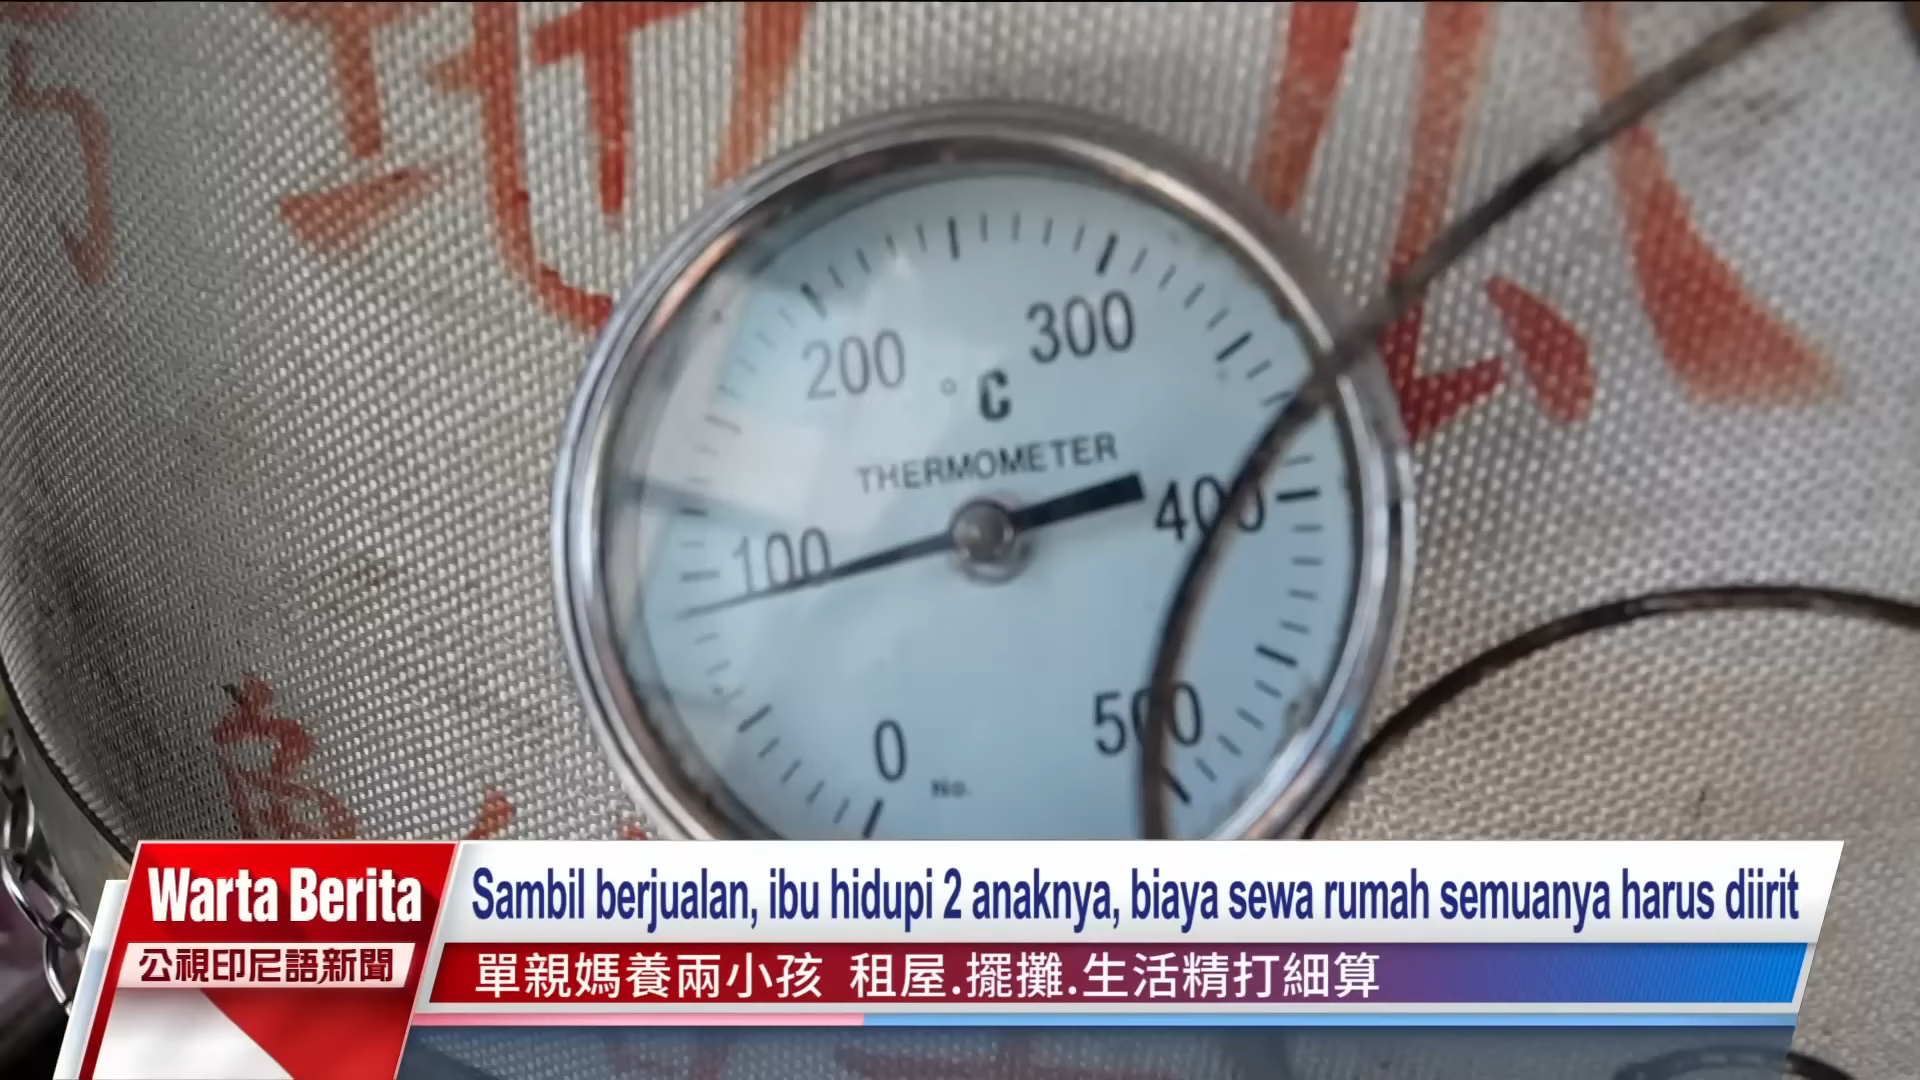 200
300
° C
THERMOMETER
100
400
0
500
No.
Warta Berita
Sambil berjualan, ibu hidupi 2 anaknya, biaya sewa rumah semuanya harus diirit
公視印尼語新聞
單親媽養兩小孩 租屋.擺攤.生活精打細算